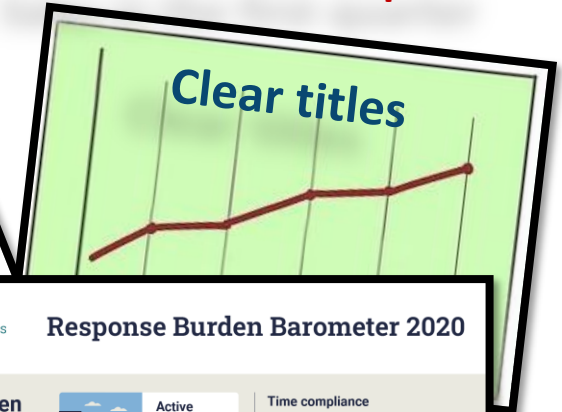 Clear titles
Response Burden Barometer 2020
Active
Time compliance